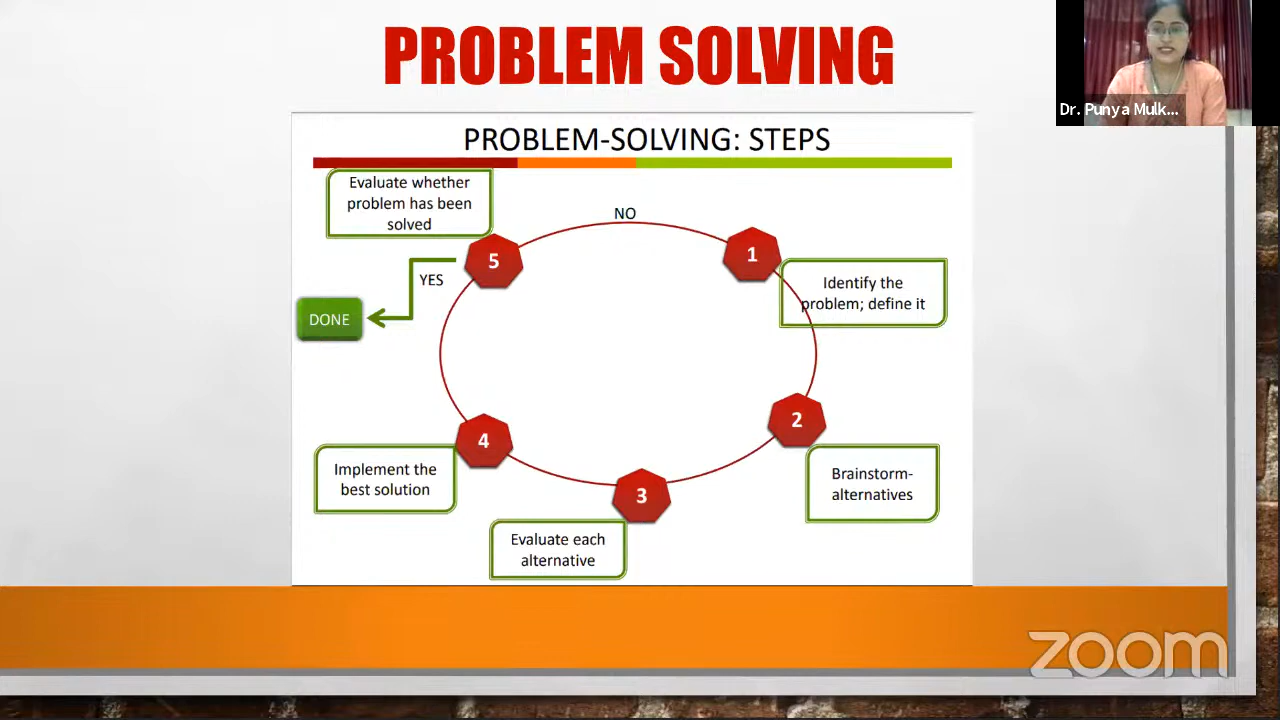 PROBLEM SOLVING
Dr. Punya Mulk...
PROBLEM-SOLVING: STEPS
Evaluate whether
problem has been
solved
NO
1
5
Identify the
problem; define it
YES
DONE
2
4
Brainstorm-
alternatives
Implement the
best solution
3
Evaluate each
alternative
zoom